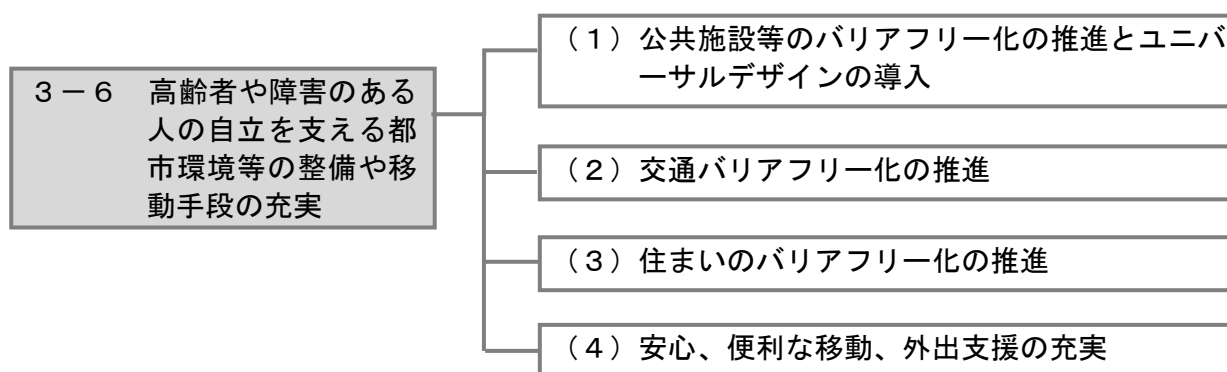 3－6 高齢者や障害のある
人の自立を支える都
市環境等の整備や移
動手段の充実
（1）公共施設等のバリアフリー化の推進とユニバ
ーサルデザインの導入
（2）交通バリアフリー化の推進
（3）住まいのバリアフリー化の推進
（4）安心、便利な移動、外出支援の充実